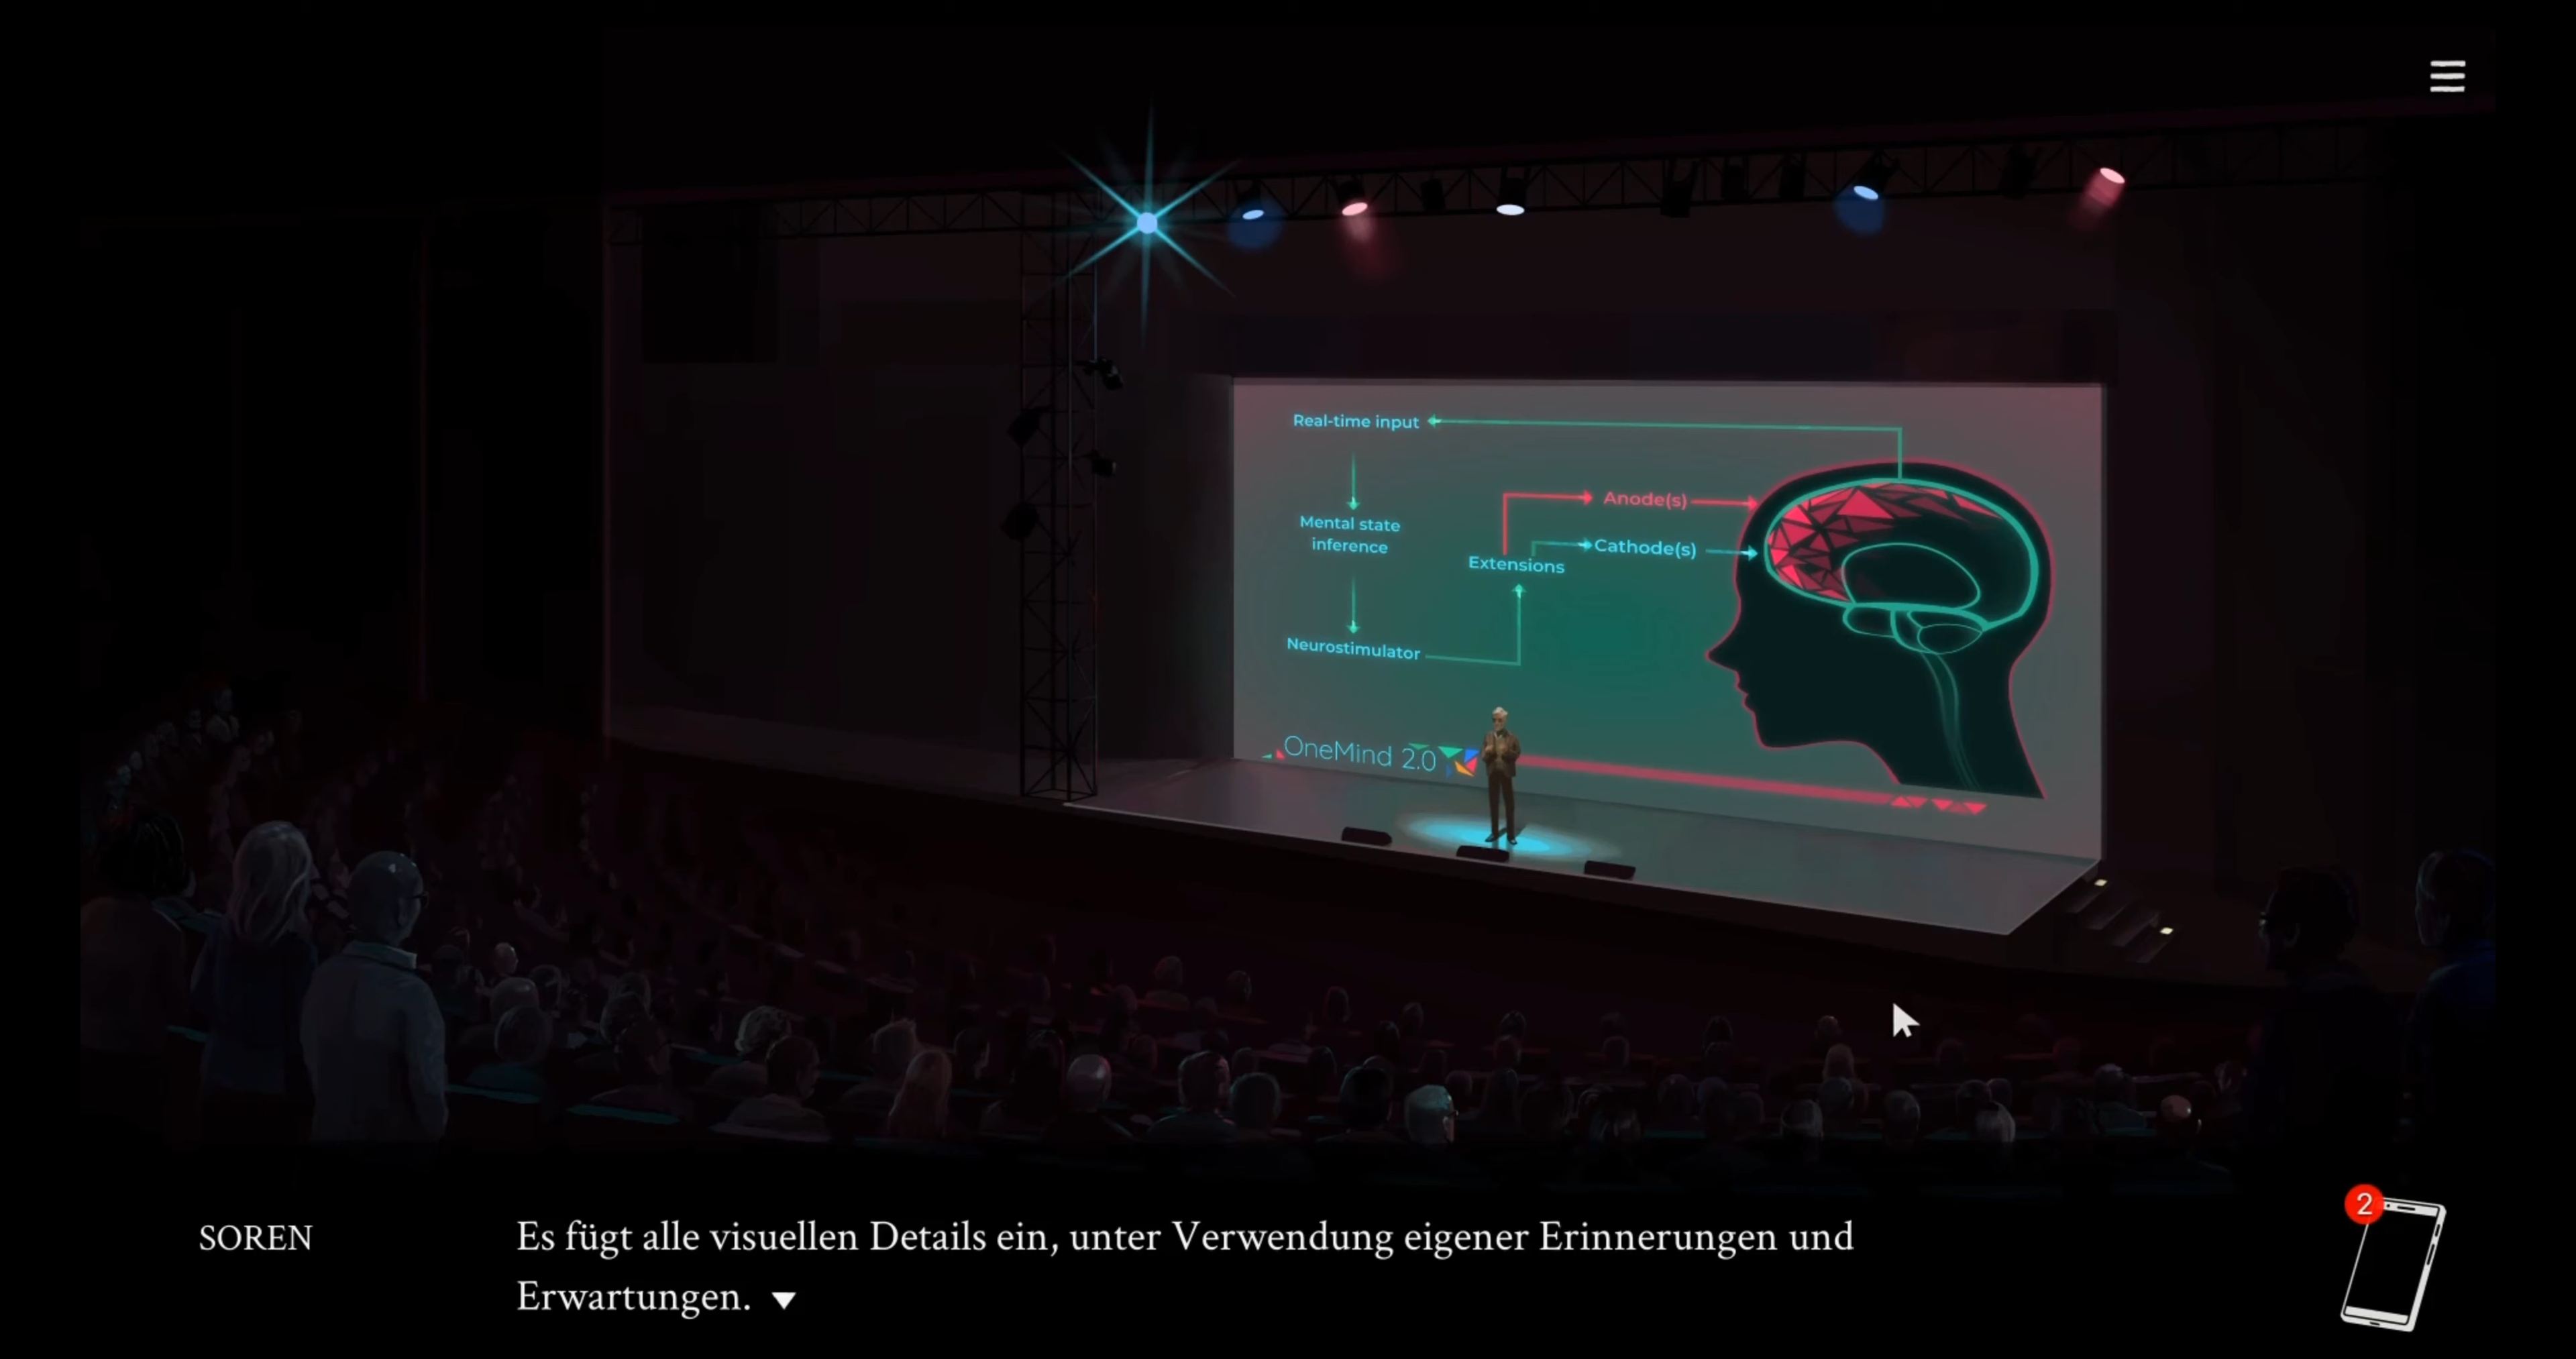 Real-time input
Mental state
inference
Neurostimulator
Extensions
Anode(s)
Cathode(s)
OneMind 2.0
SOREN
Es fügt alle visuellen Details ein, unter Verwendung eigener Erinnerungen und
Erwartungen.
2